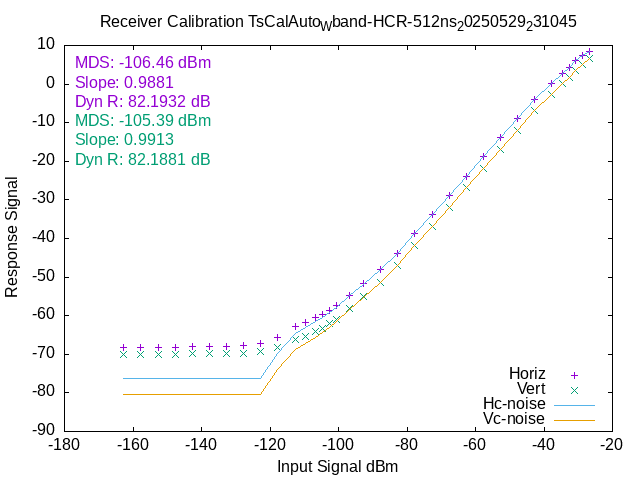 Receiver Calibration TsCalAuto_Wband-HCR-512ns_20250529_231045
MDS: -106.46 dBm
Slope: 0.9881
Dyn R: 82.1932 dB
MDS: -105.39 dBm
Slope: 0.9913
Dyn R: 82.1881 dB
10
0
-10
-20
-30
-40
-50
-60
-70
-80
-90
Response Signal
Horiz
Vert
Hc-noise
Vc-noise
-180 -160 -140 -120 -100 -80 -60 -40 -20
Input Signal dBm